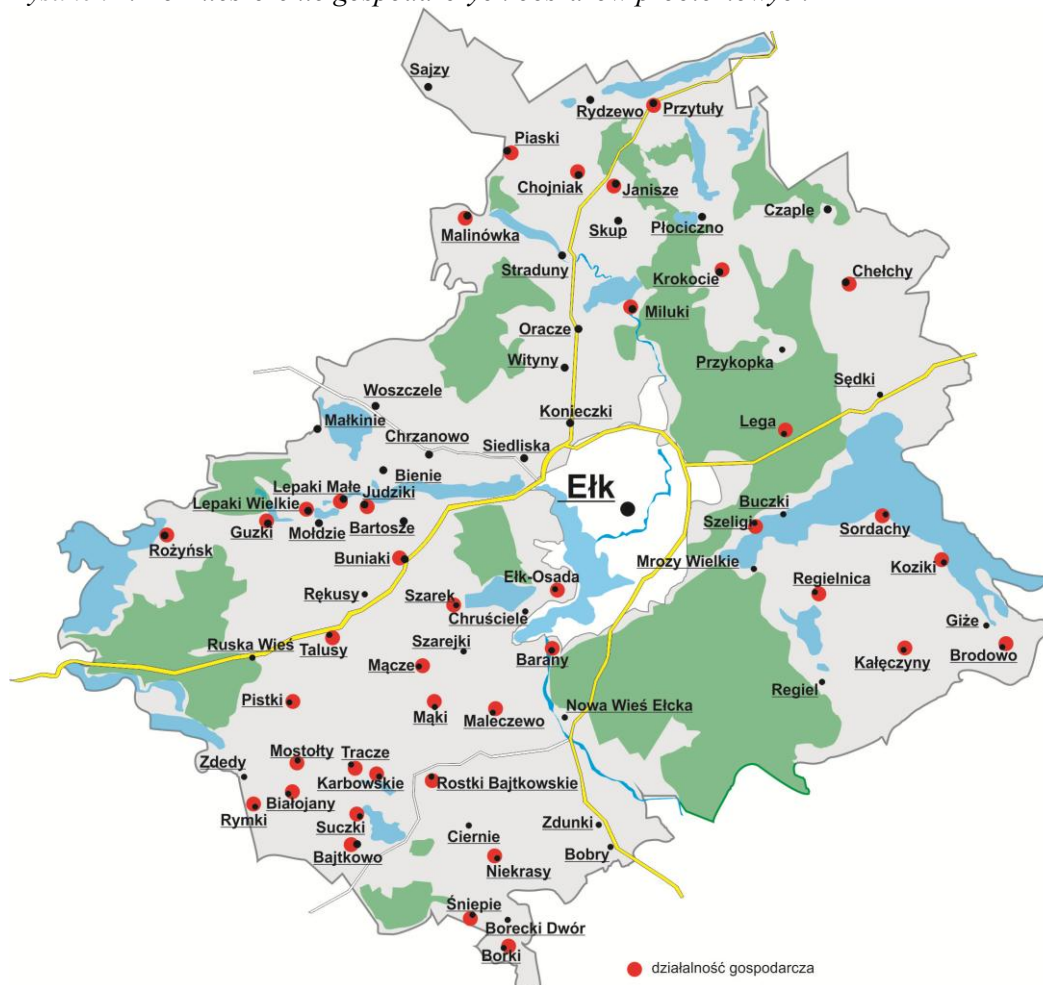 Sajzy
Rydzewo
Przytuły
Piaski
Chojniak
Janisze
Czaple
Malinówka
Skup
Płociczno
Straduny
Krokocie
Chełchy
Miluki
Oracze
Wityny
Przykopka
Sędki
Woszczele
Małkinie
Konieczki
Lega
Chrzanowo
Siedliska
Bienie
Ełk
Lepaki Małe
Judziki
Lepaki Wielkie
Buczki
Szeligi
Sordachy
Rożyńsk
Guzki
Mołdzie
Bartosze
Buniaki
Mrozy Wielkie
Koziki
Ełk-Osada
Regielnica
Rękusy
Szarek
Chruściele
Giże
Ruska Wieś
Talusy
Szarejki
Barany
Kałęczyny
Brodowo
Mącze
Regiel
Pistki
Mąki
Maleczewo
Nowa Wieś Ełcka
Mostołty
Tracze
Zdedy
Karbowskie
Rostki Bajtkowskie
Białojany
Rymki
Suczki
Ciernie
Zdunki
Bajtkowo
Bobry
Niekrasy
Śniepie
Borecki Dwór
Borki
działalność gospodarcza